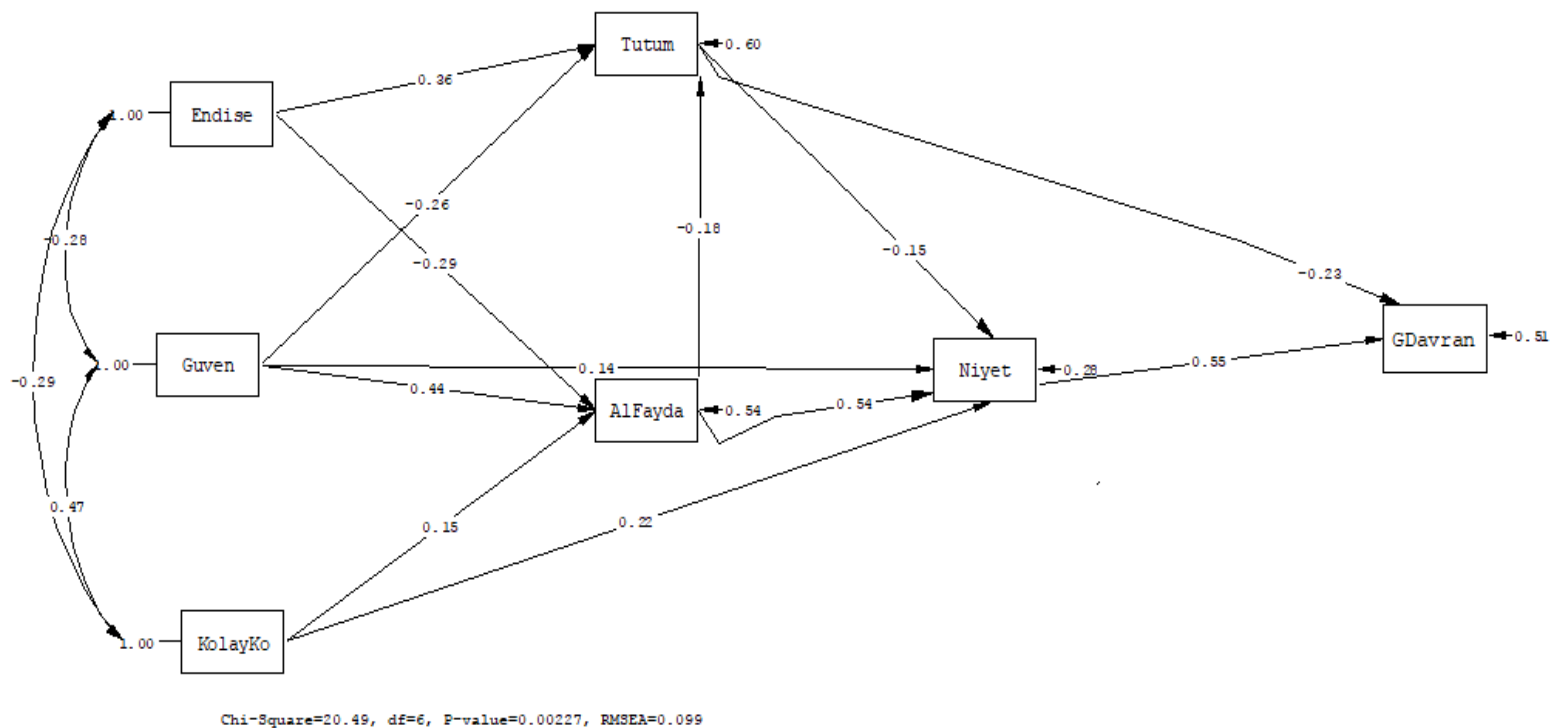 Tutum
0.60
0.36
1.00
Endise
-0.26
-0.18
-0.28
-0.15
-0.29
-0.23
1.00
Guven
0.14
Niyet
0.28
0.55
GDavran
0.51
-0.29
0.44
AlFayda
0.54
0.54
0.47
0.15
0.22
1.00
KolayKo
Chi-Square=20.49, df=6, P-value=0.00227, RMSEA=0.099